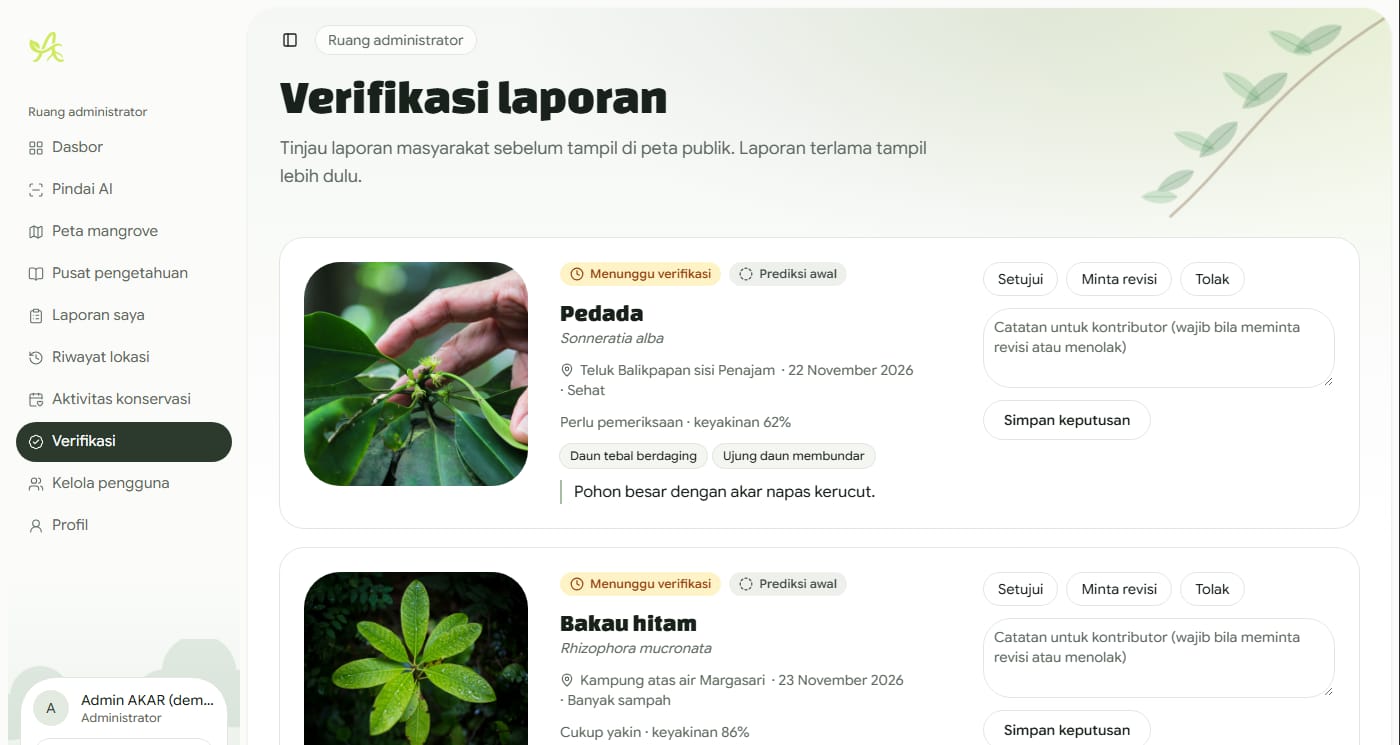 Ruang administrator
Dasbor
Pindai AI
Peta mangrove
Pusat pengetahuan
Laporan saya
Riwayat lokasi
Aktivitas konservasi
Verifikasi
Kelola pengguna
Profil
A
Admin AKAR (dem...
Administrator
Ruang administrator
Verifikasi laporan
Tinjau laporan masyarakat sebelum tampil di peta publik. Laporan terlama tampil
lebih dulu.
Menunggu verifikasi
Prediksi awal
Pedada
Sonneratia alba
Teluk Balikpapan sisi Penajam · 22 November 2026
· Sehat
Perlu pemeriksaan · keyakinan 62%
Daun tebal berdaging
Ujung daun membundar
Pohon besar dengan akar napas kerucut.
Setujui
Minta revisi
Tolak
Catatan untuk kontributor (wajib bila meminta
revisi atau menolak)
Simpan keputusan
Menunggu verifikasi
Prediksi awal
Bakau hitam
Rhizophora mucronata
Kampung atas air Margasari · 23 November 2026
· Banyak sampah
Cukup yakin · keyakinan 86%
Setujui
Minta revisi
Tolak
Catatan untuk kontributor (wajib bila meminta
revisi atau menolak)
Simpan keputusan